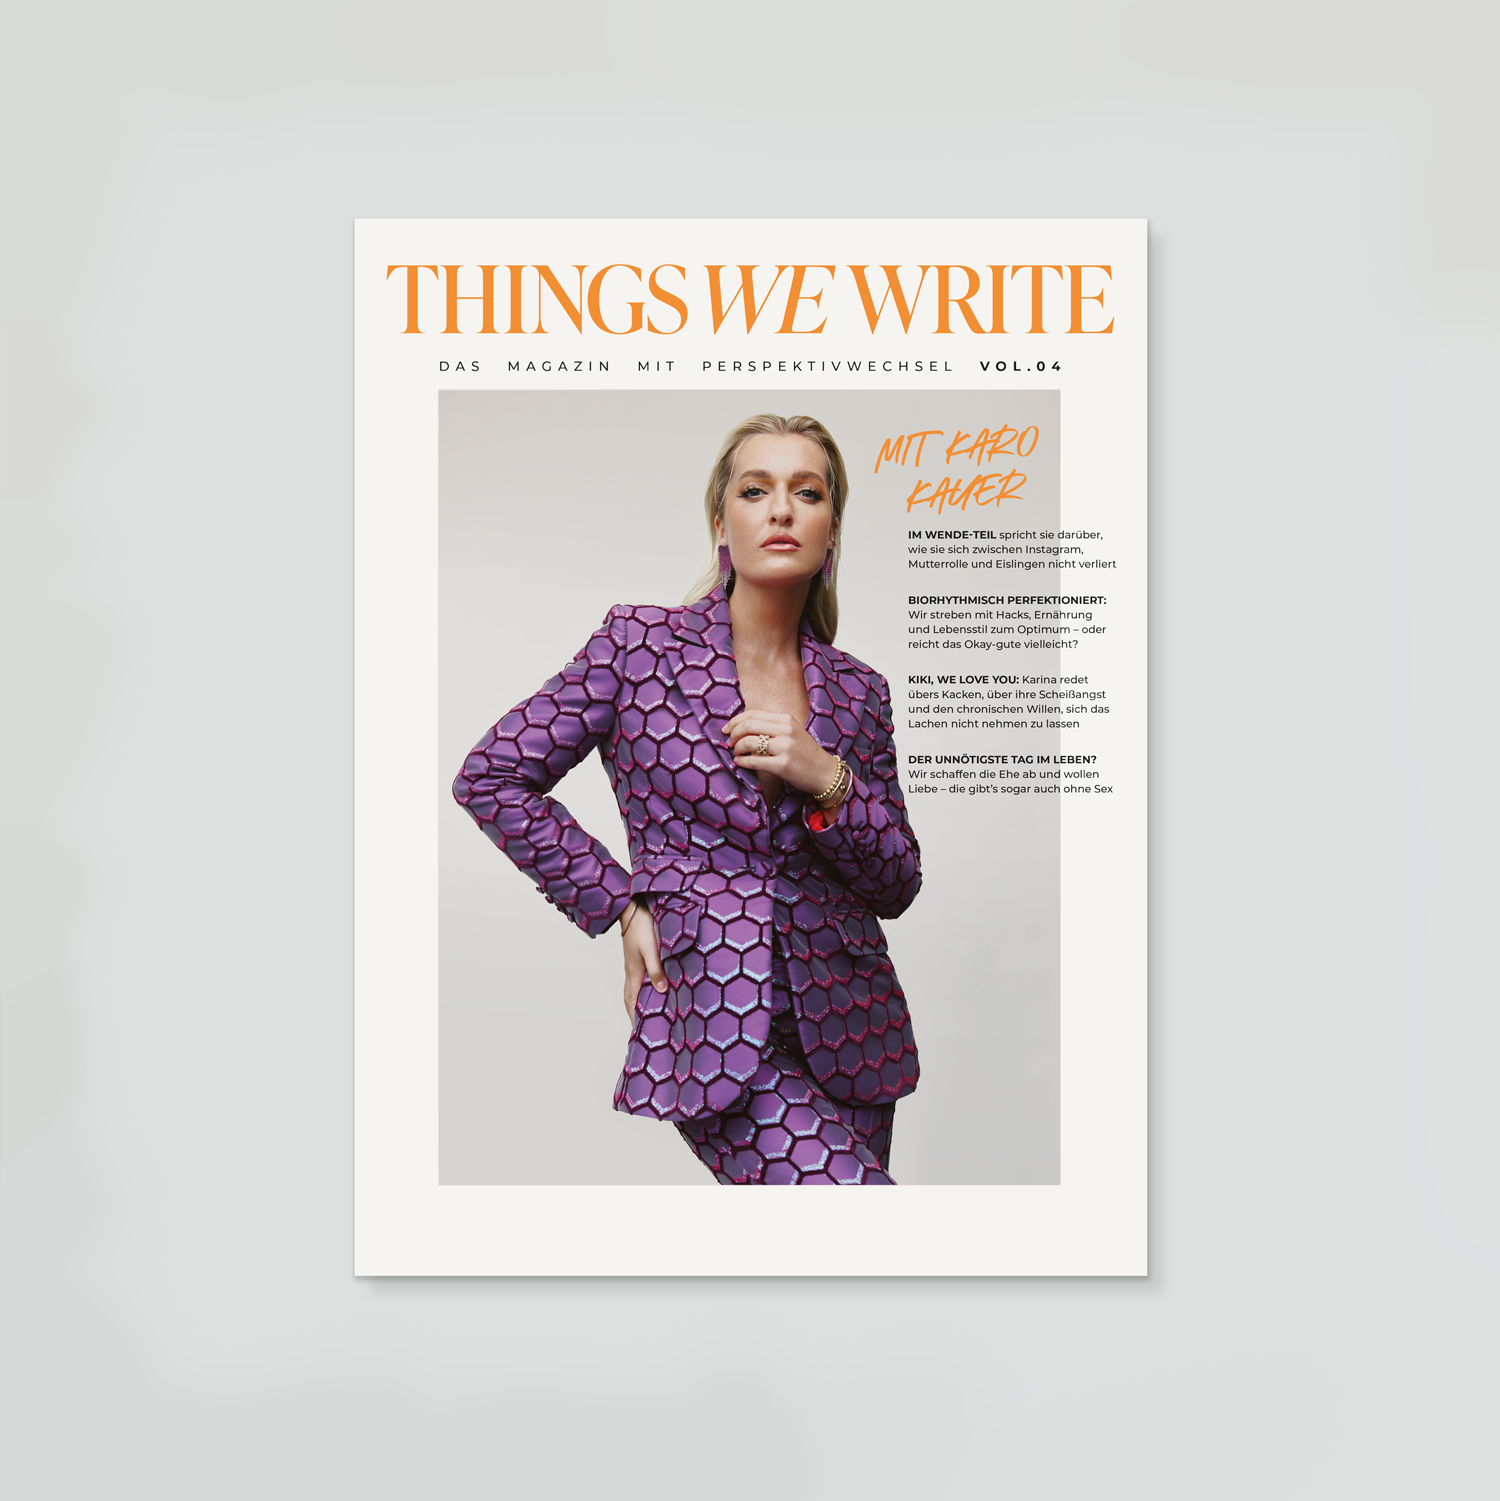 THINGS WE WRITE
DAS MAGAZIN MIT PERSPEKTIVWECHSEL VOL.04
MIT KARO
KAUER
IM WENDE-TEIL spricht sie darüber,
wie sie sich zwischen Instagram,
Mutterrolle und Eislingen nicht verliert
BIORHYTHMISCH PERFEKTIONIERT:
Wir streben mit Hacks, Ernährung
und Lebensstil zum Optimum – oder
reicht das Okay-gute vielleicht?
KIKI, WE LOVE YOU: Karina redet
übers Kacken, über ihre Scheißangst
und den chronischen Willen, sich das
Lachen nicht nehmen zu lassen
DER UNNÖTIGSTE TAG IM LEBEN?
Wir schaffen die Ehe ab und wollen
Liebe – die gibt's sogar auch ohne Sex